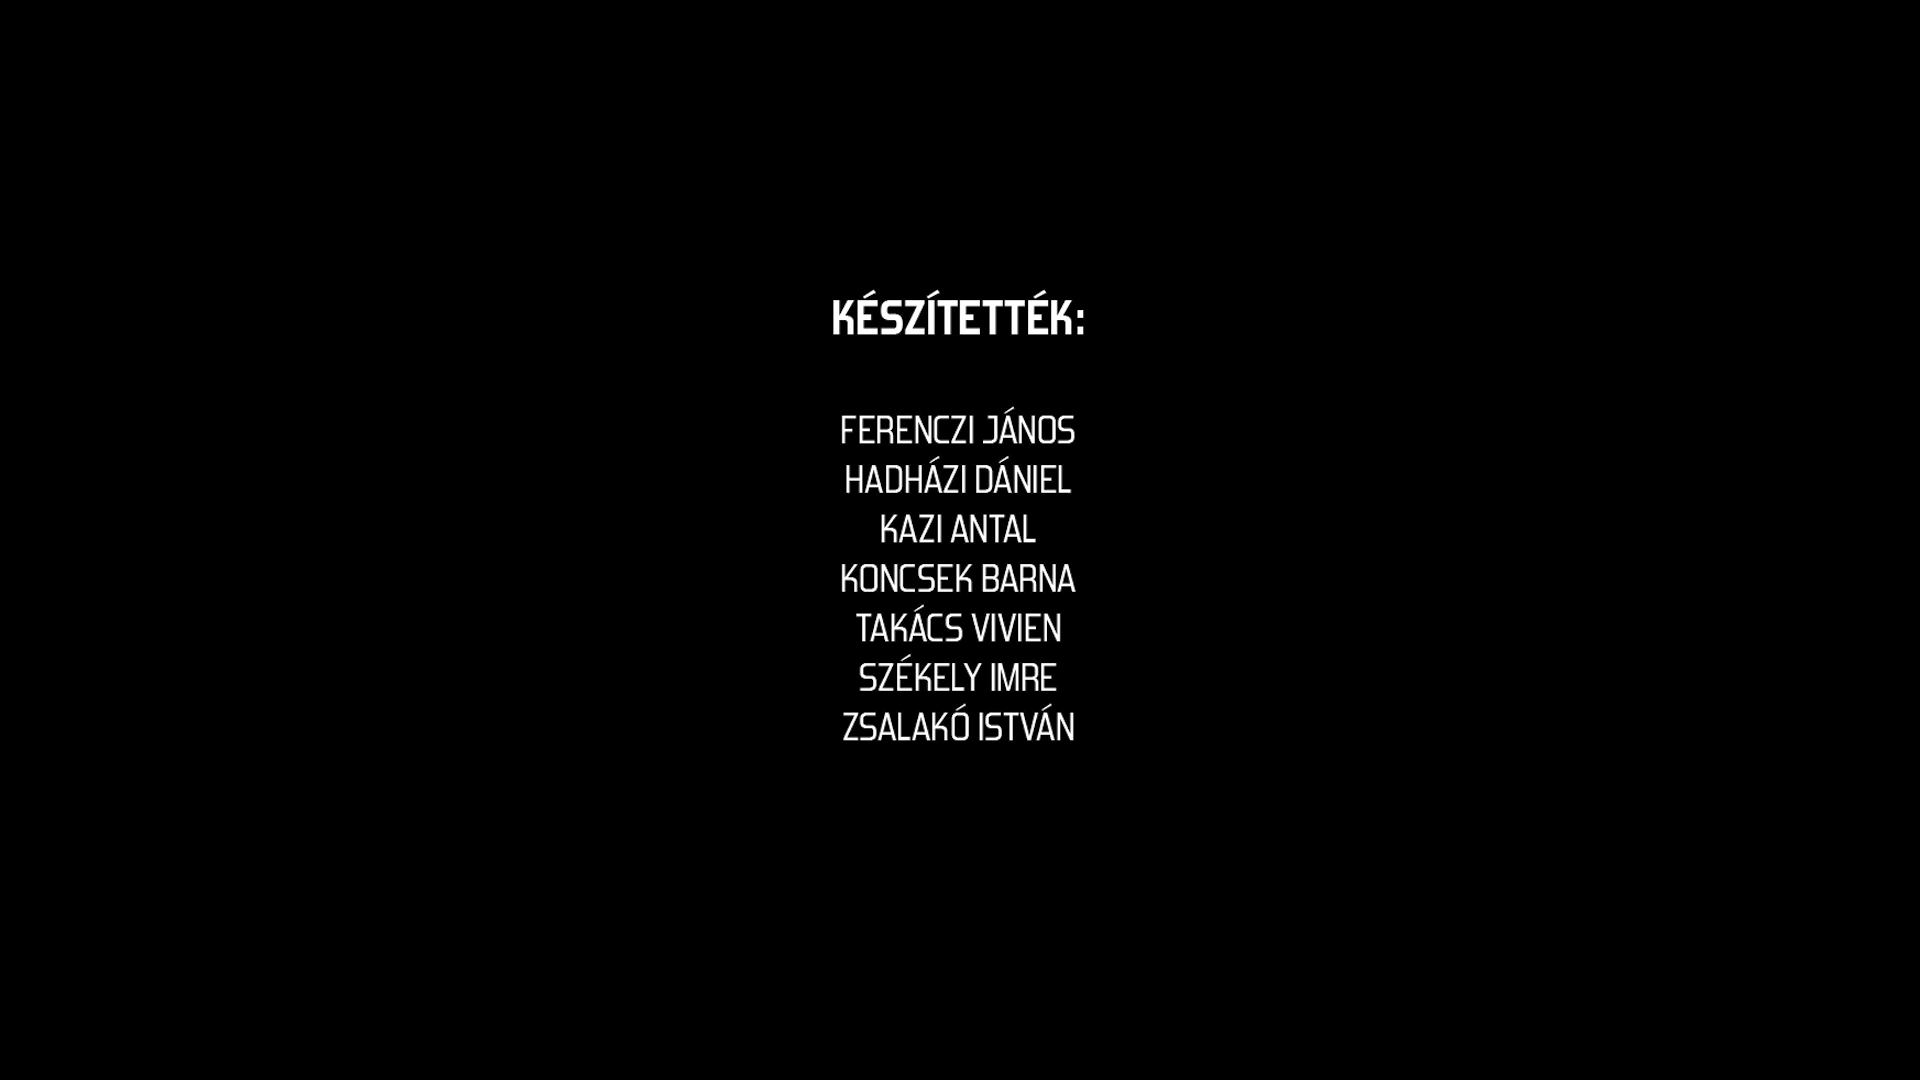 KÉSZÍTETTÉK:
FERENCZI JÁNOS
HADHÁZI DÁNIEL
KAZI ANTAL
KONCSEK BARNA
TAKÁCS VIVIEN
SZÉKELY IMRE
ZSALAKÓ ISTVÁN